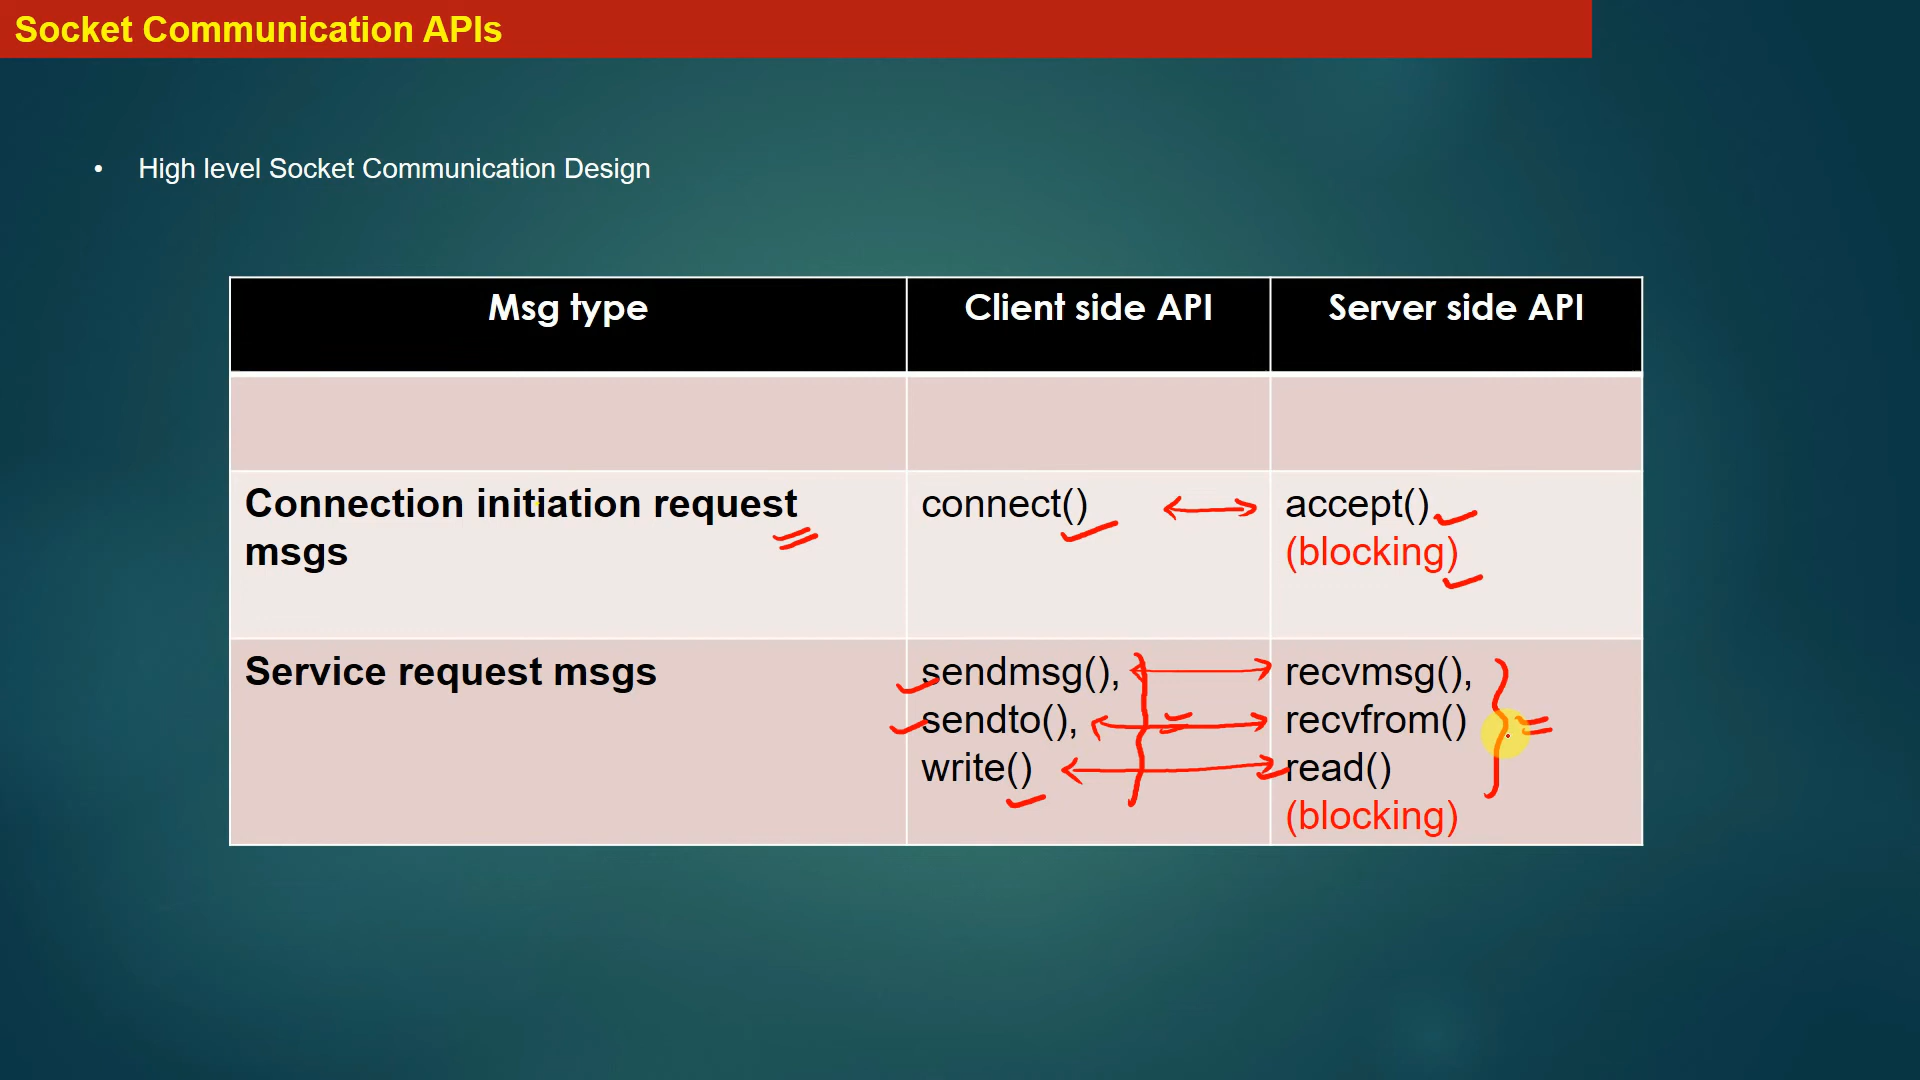 Socket Communication APIs
• High level Socket Communication Design
Msg type Client side API Server side API
Connection initiation request connect() accept()
msgs (blocking)
Service request msgs sendmsg(), recvmsg(),
sendto(), recvfrom()
write() read()
(blocking)